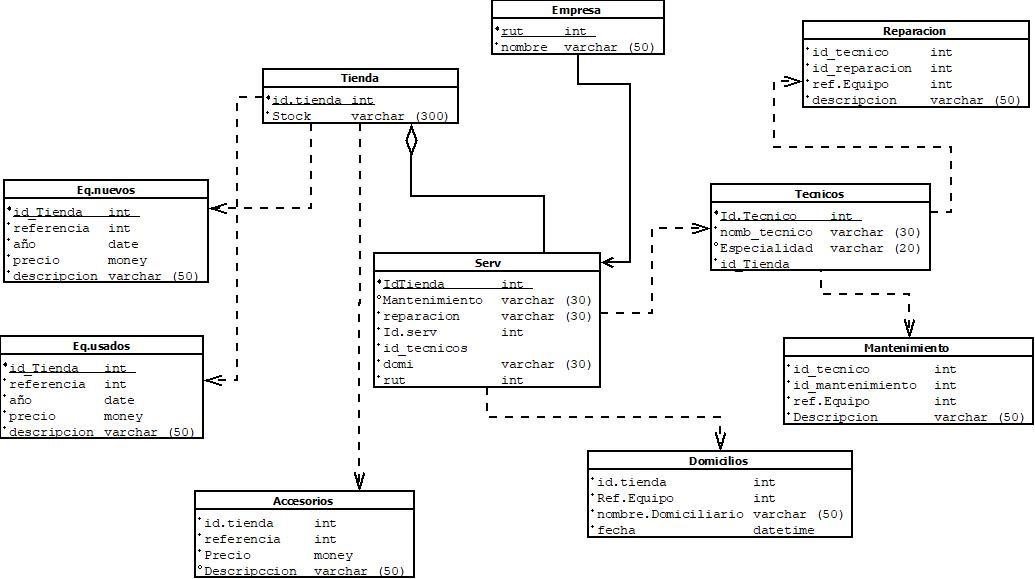 Empresa
rut int
nombre varchar (50)
Reparacion
id_tecnico int
id_reparacion int
ref.Equipo int
descripcion varchar (50)
Tienda
id.tienda int
Stock varchar (300)
Eq.nuevos
id_Tienda int
referencia int
año date
precio money
descripcion varchar (50)
Tecnicos
Id.Tecnico int
nomb_tecnico varchar (30)
Especialidad varchar (20)
id_Tienda
Serv
IdTienda int
Mantenimiento varchar (30)
reparacion varchar (30)
Id.serv int
id_tecnicos
domi varchar (30)
rut int
Eq.usados
id_Tienda int
referencia int
año date
precio money
descripcion varchar (50)
Mantenimiento
id_tecnico int
id_mantenimiento int
ref.Equipo int
Descripcion varchar (50)
Domicilios
id.tienda int
Ref.Equipo int
nombre.Domiciliario varchar (50)
fecha datetime
Accesorios
id.tienda int
referencia int
Precio money
Descripccion varchar (50)